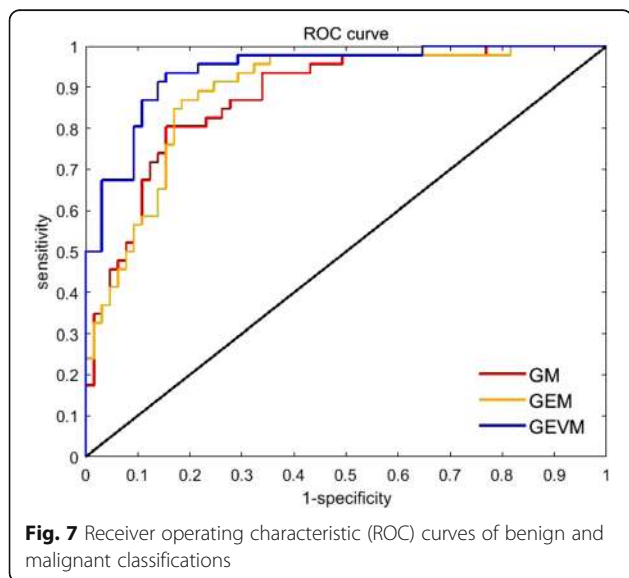 ROC curve
1
0.9
0.8
0.7
0.6
0.5
0.4
0.3
0.2
0.1
0
sensitivity
0 0.1 0.2 0.3 0.4 0.5 0.6 0.7 0.8 0.9 1
1-specificity
GM
GEM
GEVM
Fig. 7 Receiver operating characteristic (ROC) curves of benign and
malignant classifications